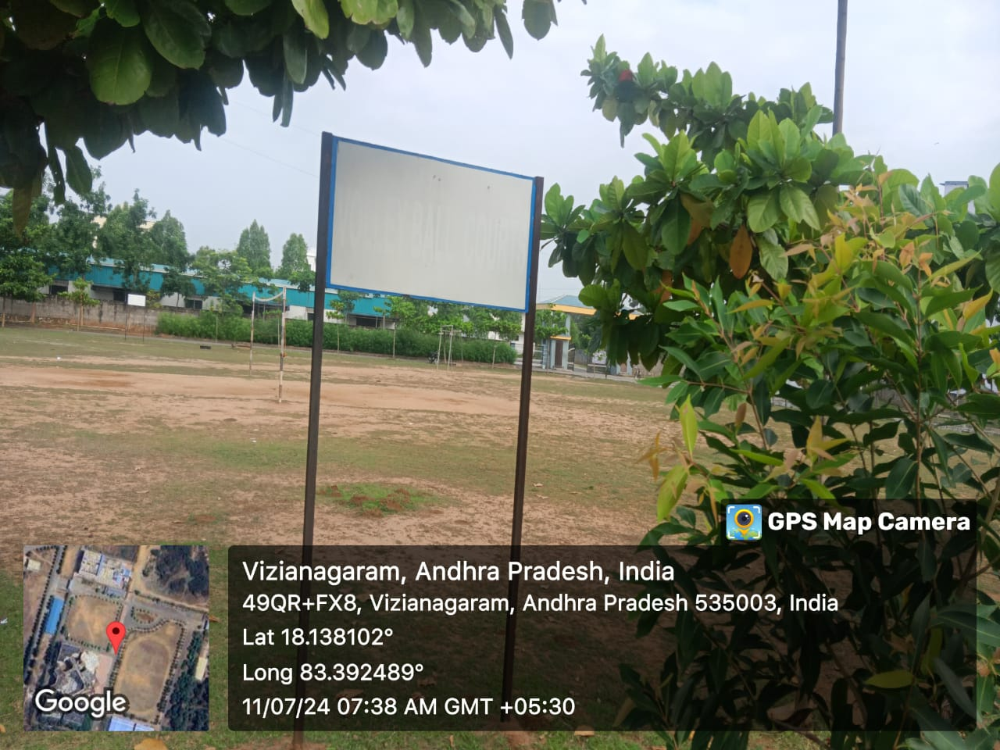 GPS Map Camera
Vizianagaram, Andhra Pradesh, India
49QR+FX8, Vizianagaram, Andhra Pradesh 535003, India
Lat 18.138102°
Long 83.392489°
11/07/24 07:38 AM GMT +05:30
Google